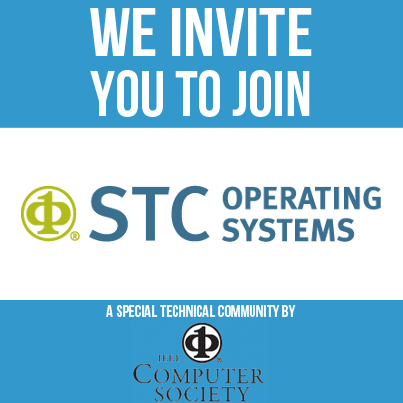 WE INVITE
YOU TO JOIN
® STC OPERATING
SYSTEMS
A SPECIAL TECHNICAL COMMUNITY BY
IEEE ®
COMPUTER
SOCIETY